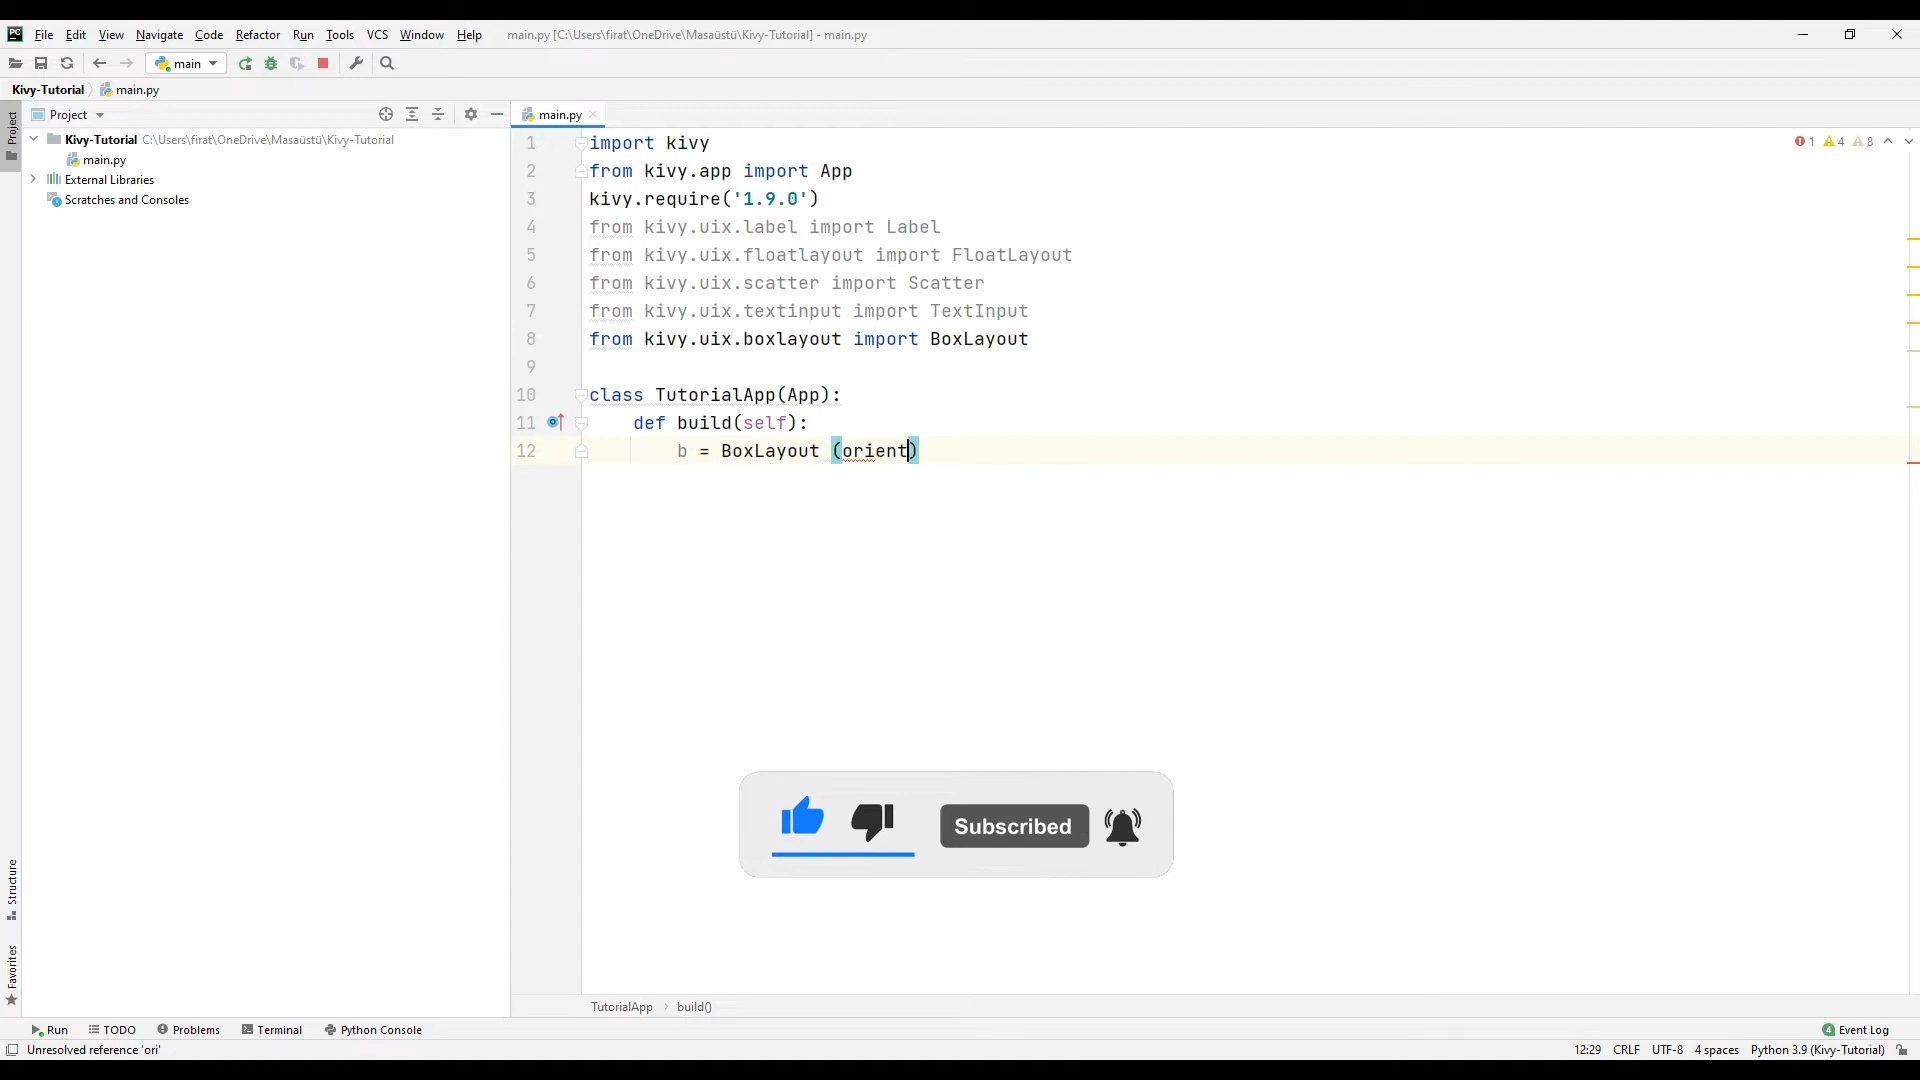 PC File Edit View Navigate Code Refactor Run Tools VCS Window Help main.py [C:\Users\firat\OneDrive\Masaüstü\Kivy-Tutorial] - main.py
main
Kivy-Tutorial main.py
Project
Project
main.py
Kivy-Tutorial C:\Users\firat\OneDrive\Masaüstü\Kivy-Tutorial
main.py
External Libraries
Scratches and Consoles
1 4 8
1 import kivy
2 from kivy.app import App
3 kivy.require('1.9.0')
4 from kivy.uix.label import Label
5 from kivy.uix.floatlayout import FloatLayout
6 from kivy.uix.scatter import Scatter
7 from kivy.uix.textinput import TextInput
8 from kivy.uix.boxlayout import BoxLayout
9
10 class TutorialApp(App):
11 def build(self):
12 b = BoxLayout (orient)
Subscribed
Structure
Favorites
TutorialApp build()
Run TODO Problems Terminal Python Console 4 Event Log
Unresolved reference 'ori' 12:29 CRLF UTF-8 4 spaces Python 3.9 (Kivy-Tutorial)